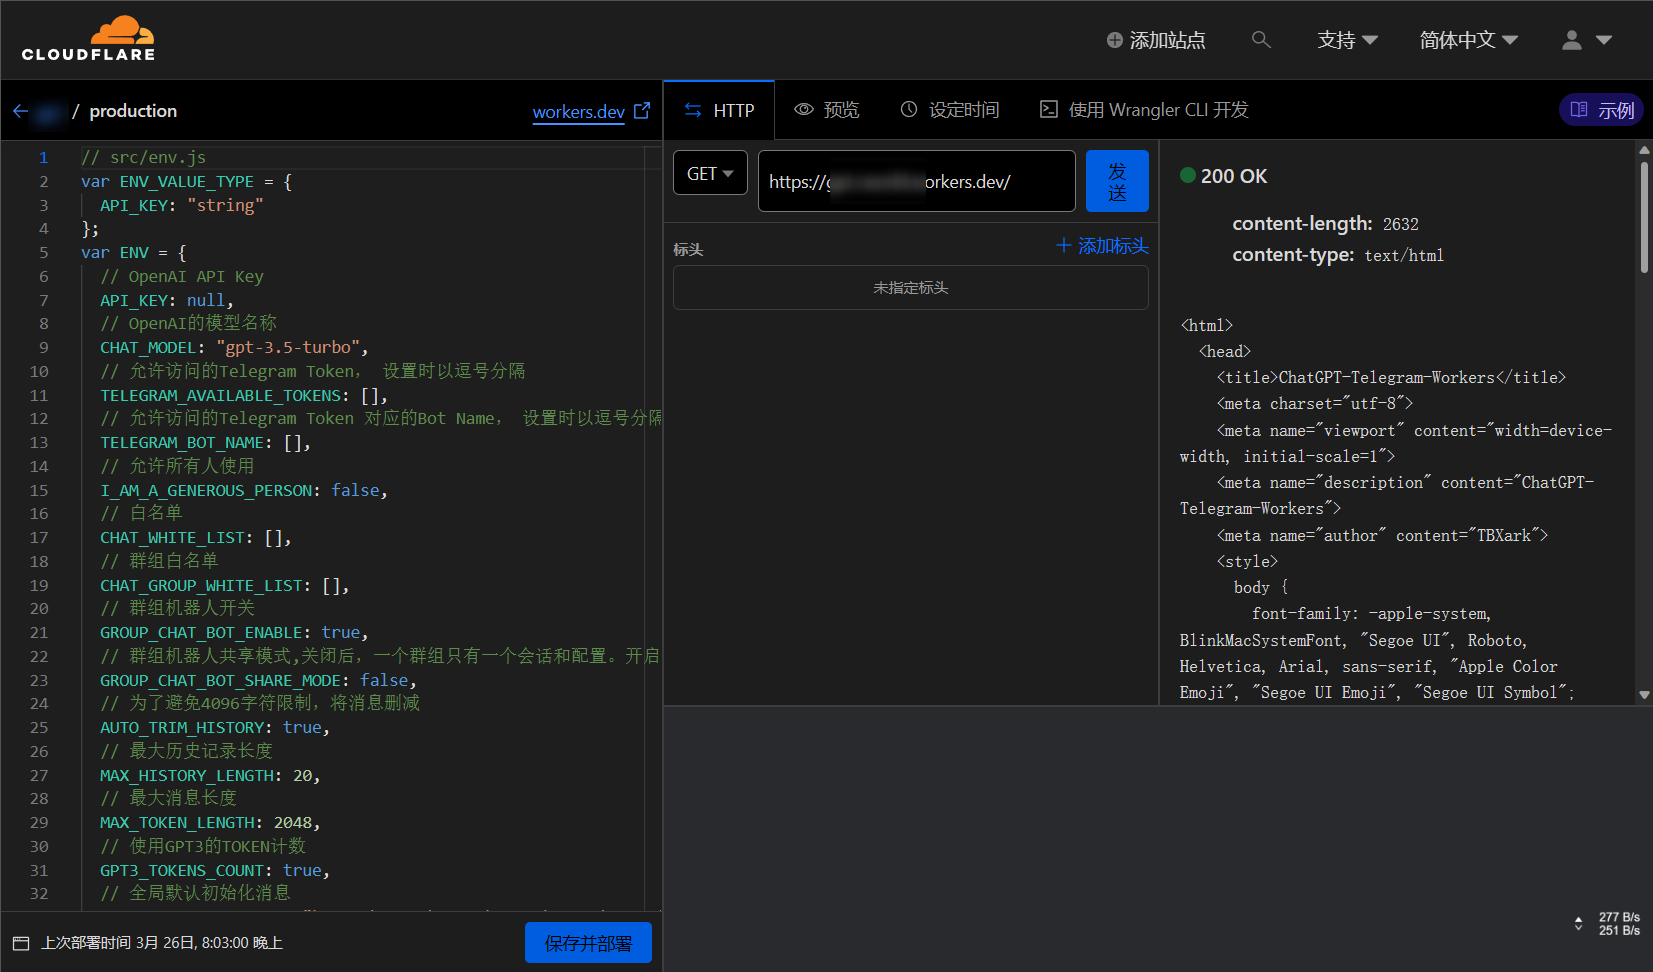 CLOUDFLARE
添加站点
支持
简体中文
/ production
workers.dev
HTTP
预览
设定时间
使用 Wrangler CLI 开发
示例
1 // src/env.js
2 var ENV_VALUE_TYPE = {
3 API_KEY: "string"
4 };
5 var ENV = {
6 // OpenAI API Key
7 API_KEY: null,
8 // OpenAI的模型名称
9 CHAT_MODEL: "gpt-3.5-turbo",
10 // 允许访问的Telegram Token， 设置时以逗号分隔
11 TELEGRAM_AVAILABLE_TOKENS: [],
12 // 允许访问的Telegram Token 对应的Bot Name， 设置时以逗号分隔
13 TELEGRAM_BOT_NAME: [],
14 // 允许所有人使用
15 I_AM_A_GENEROUS_PERSON: false,
16 // 白名单
17 CHAT_WHITE_LIST: [],
18 // 群组白名单
19 CHAT_GROUP_WHITE_LIST: [],
20 // 群组机器人开关
21 GROUP_CHAT_BOT_ENABLE: true,
22 // 群组机器人共享模式,关闭后，一个群组只有一个会话和配置。开启
23 GROUP_CHAT_BOT_SHARE_MODE: false,
24 // 为了避免4096字符限制，将消息删减
25 AUTO_TRIM_HISTORY: true,
26 // 最大历史记录长度
27 MAX_HISTORY_LENGTH: 20,
28 // 最大消息长度
29 MAX_TOKEN_LENGTH: 2048,
30 // 使用GPT3的TOKEN计数
31 GPT3_TOKENS_COUNT: true,
32 // 全局默认初始化消息
上次部署时间 3月 26日, 8:03:00 晚上
保存并部署
GET
https://g orkers.dev/
发送
标头
添加标头
未指定标头
200 OK
content-length: 2632
content-type: text/html
<html>
<head>
<title>ChatGPT-Telegram-Workers</title>
<meta charset="utf-8">
<meta name="viewport" content="width=device-
width, initial-scale=1">
<meta name="description" content="ChatGPT-
Telegram-Workers">
<meta name="author" content="TBXark">
<style>
body {
font-family: -apple-system,
BlinkMacSystemFont, "Segoe UI", Roboto,
Helvetica, Arial, sans-serif, "Apple Color
Emoji", "Segoe UI Emoji", "Segoe UI Symbol";
277 B/s
251 B/s